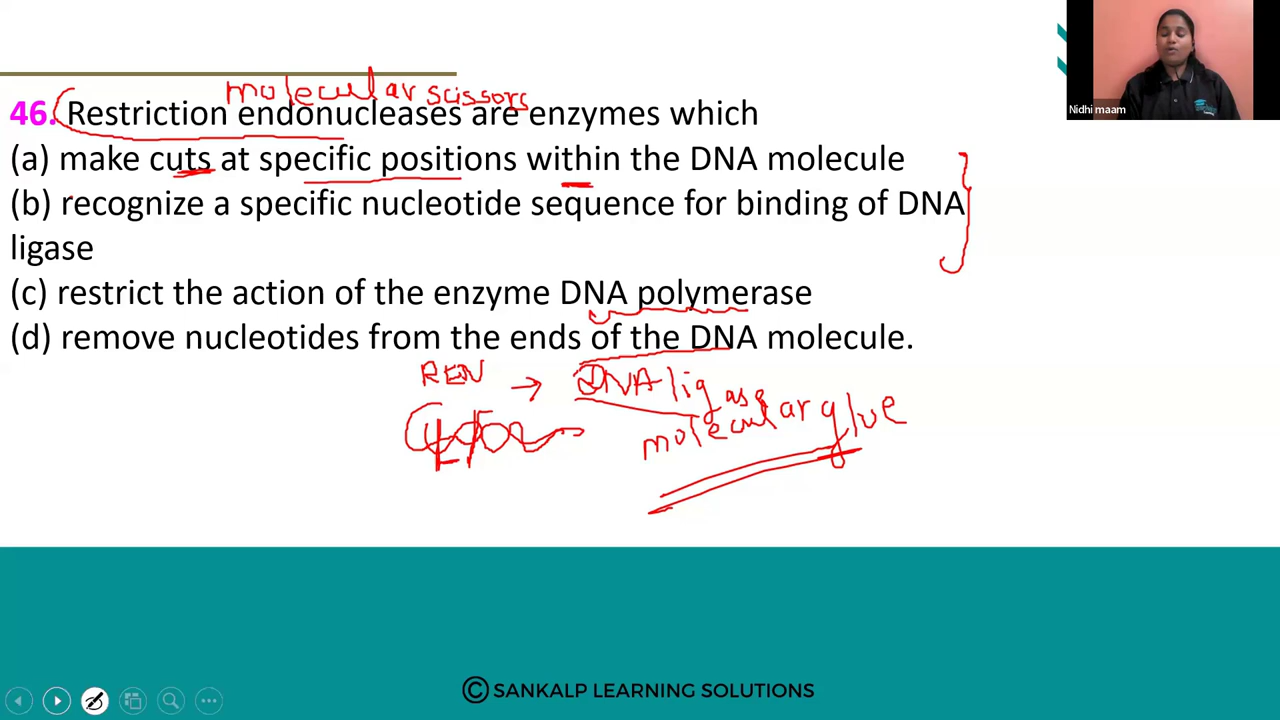 molecular scissors
46. Restriction endonucleases are enzymes which
(a) make cuts at specific positions within the DNA molecule
(b) recognize a specific nucleotide sequence for binding of DNA
ligase
(c) restrict the action of the enzyme DNA polymerase
(d) remove nucleotides from the ends of the DNA molecule.
REN → DNA ligase
molecular glue
Nidhi maam
© SANKALP LEARNING SOLUTIONS